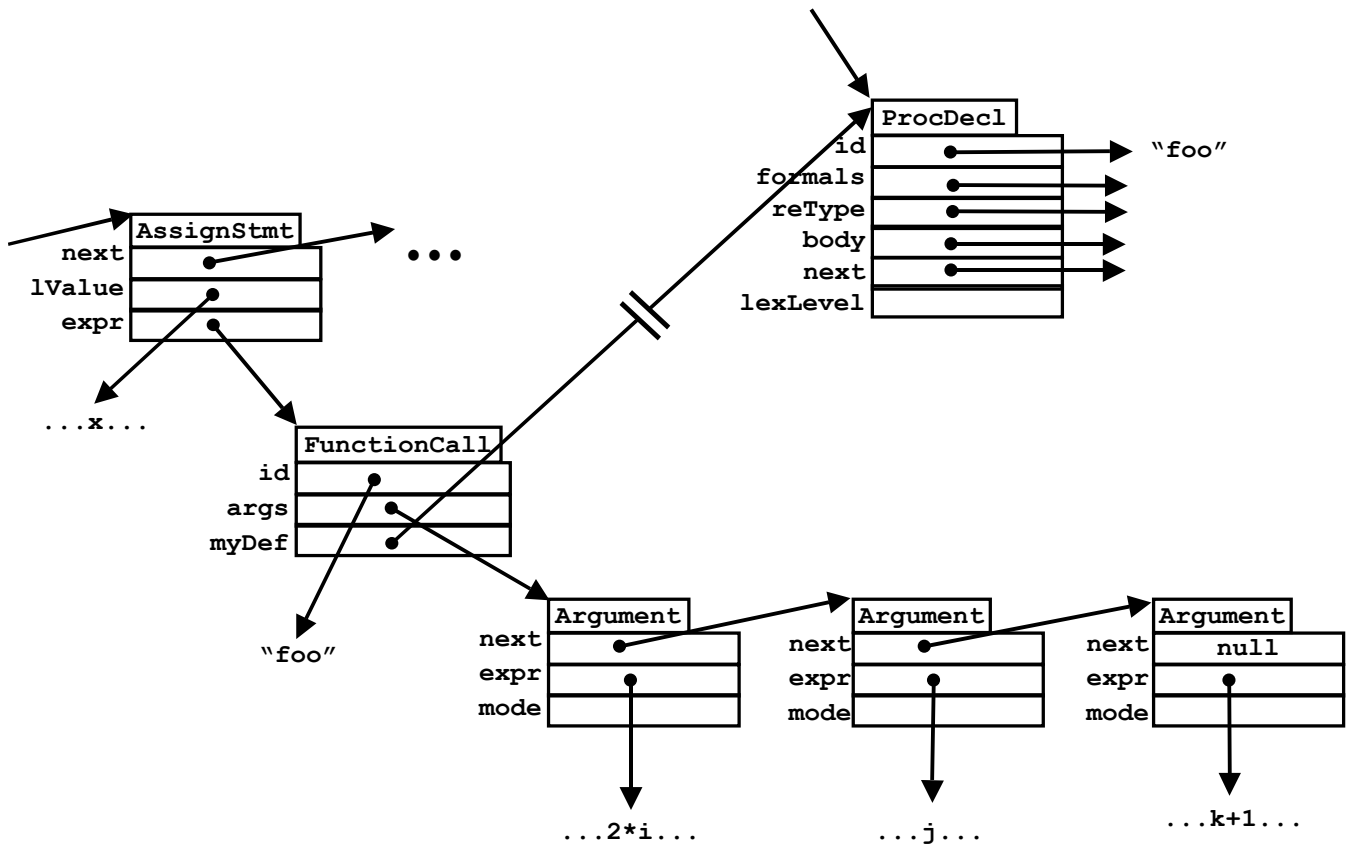 ProcDecl
id
“foo”
formals
reType
body
next
lexLevel
AssignStmt
next
•••
lValue
expr
...x...
FunctionCall
id
args
myDef
“foo”
Argument
next
expr
mode
...2*i...
Argument
next
expr
mode
...j...
Argument
next
null
expr
mode
...k+1...